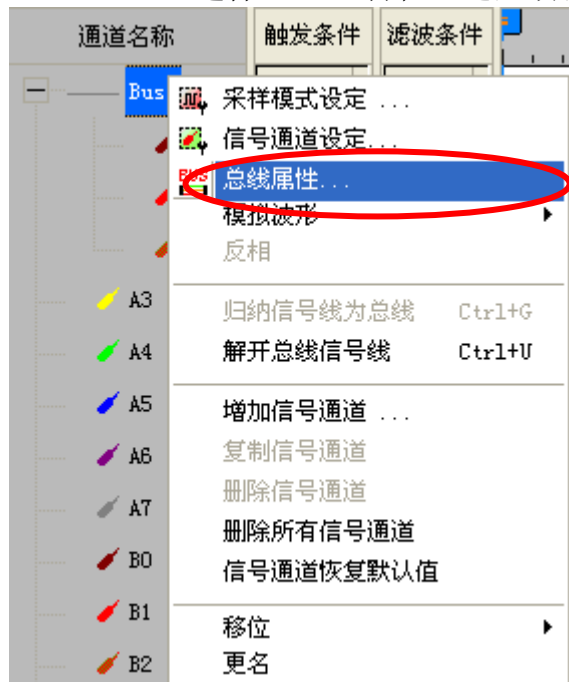 通道名称 触发条件 滤波条件
Bus
采样模式设定 ...
信号通道设定...
BUS 总线属性...
模拟波形
反相
A3
归纳信号线为总线 Ctrl+G
A4 解开总线信号线 Ctrl+U
A5 增加信号通道 ...
A6 复制信号通道
删除信号通道
A7
删除所有信号通道
B0 信号通道恢复默认值
B1
移位
B2 更名